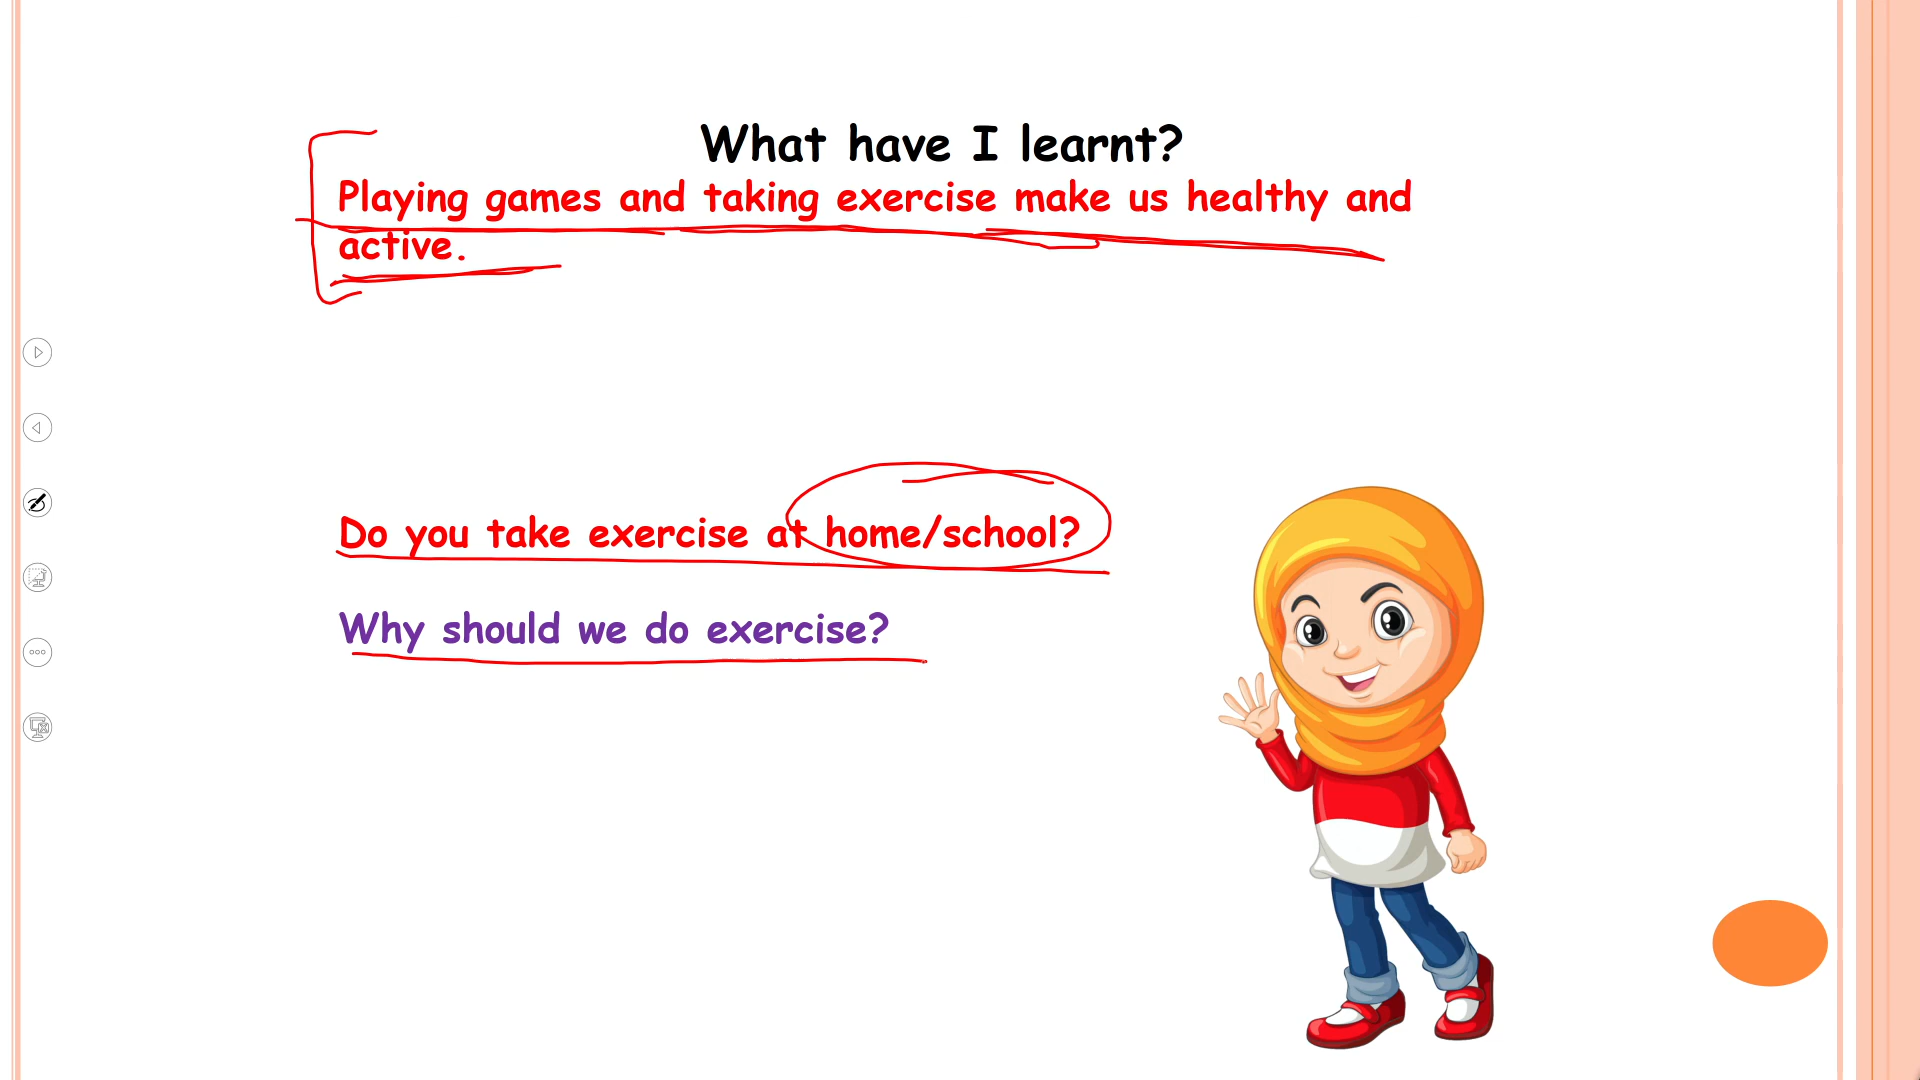 What have I learnt?
Playing games and taking exercise make us healthy and
active.
Do you take exercise at home/school?
Why should we do exercise?